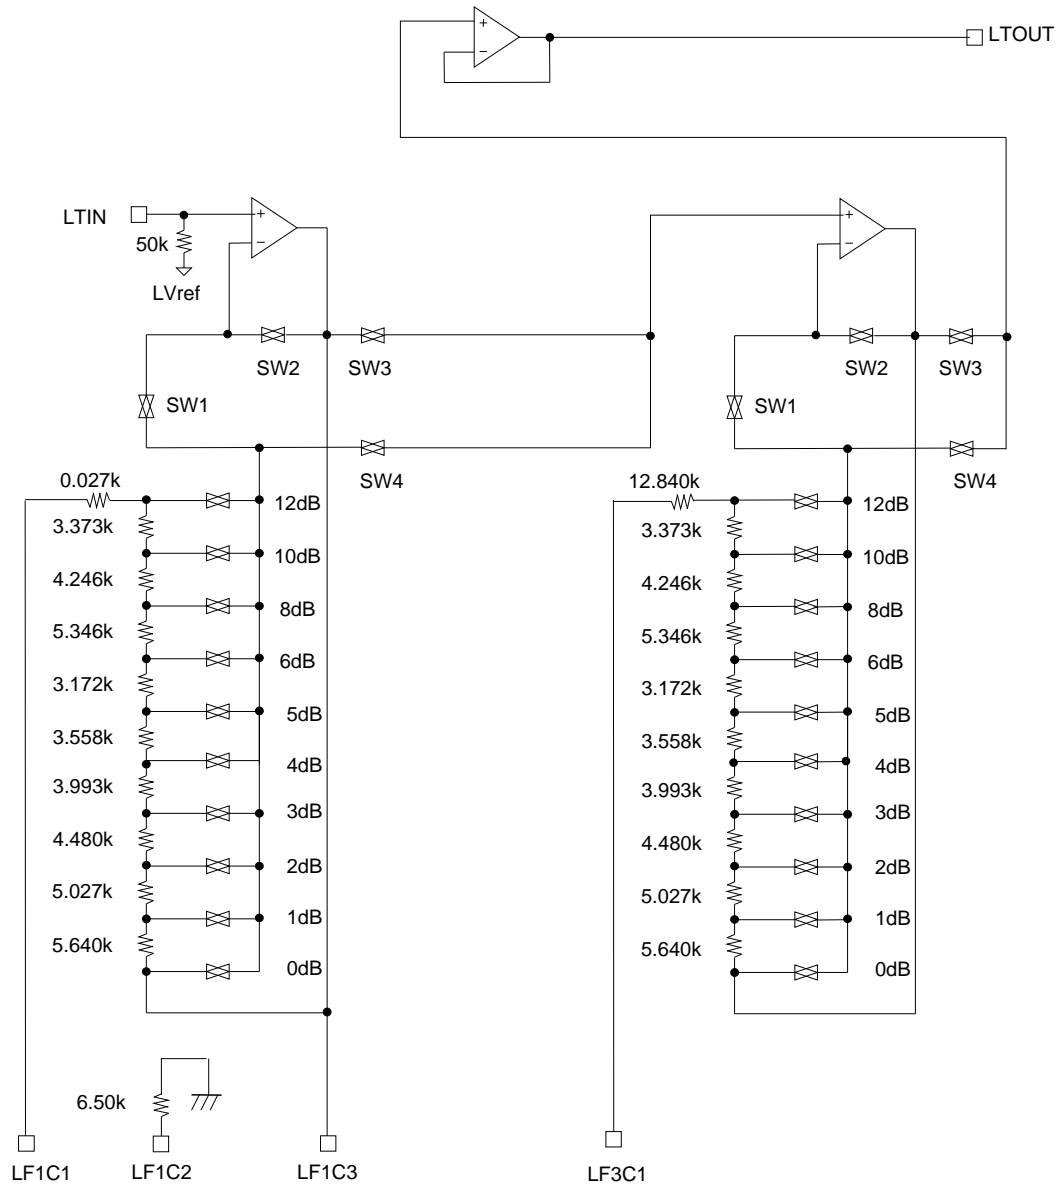 LTOUT
+
−
LTIN
+
−
+
−
50k
LVref
SW2
SW3
SW2
SW3
SW1
SW1
SW4
SW4
0.027k
12dB
12.840k
12dB
3.373k
3.373k
10dB
10dB
4.246k
4.246k
8dB
8dB
5.346k
5.346k
6dB
6dB
3.172k
3.172k
5dB
5dB
3.558k
3.558k
4dB
4dB
3.993k
3.993k
3dB
3dB
4.480k
4.480k
2dB
2dB
5.027k
5.027k
1dB
1dB
5.640k
5.640k
0dB
0dB
6.50k
LF1C1
LF1C2
LF1C3
LF3C1